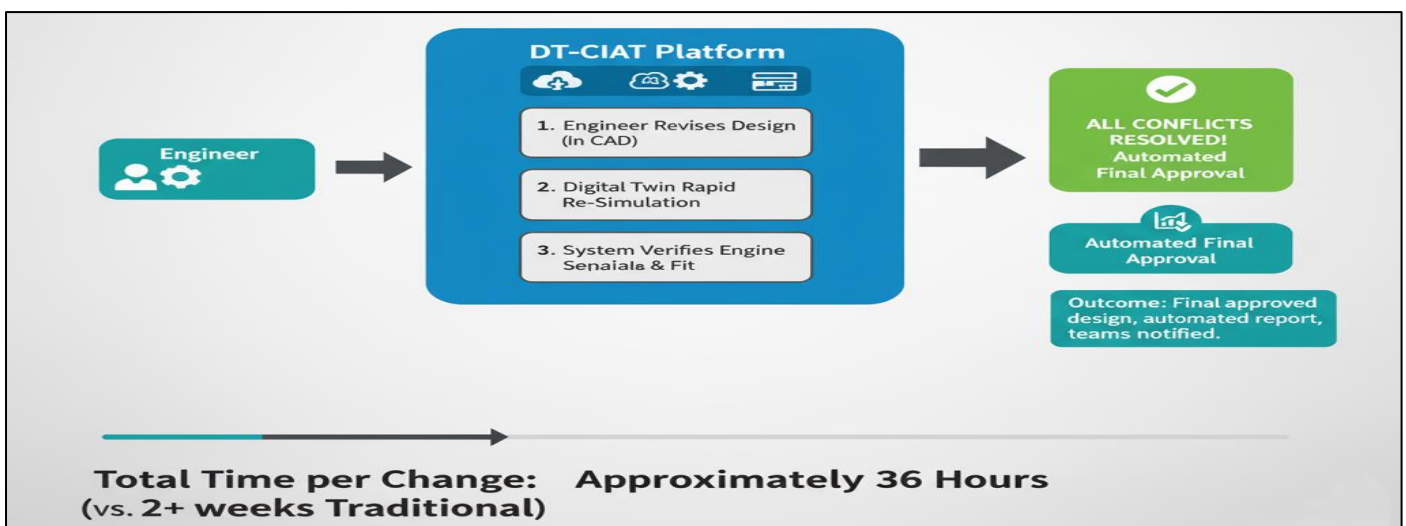 DT-CIAT Platform
Engineer
1. Engineer Revises Design
(In CAD)
2. Digital Twin Rapid
Re-Simulation
3. System Verifies Engine
& Fit
ALL CONFLICTS
RESOLVED!
Automated
Final Approval
Automated Final
Approval
Outcome: Final approved
design, automated report,
teams notified.
Total Time per Change: Approximately 36 Hours
(vs. 2+ weeks Traditional)